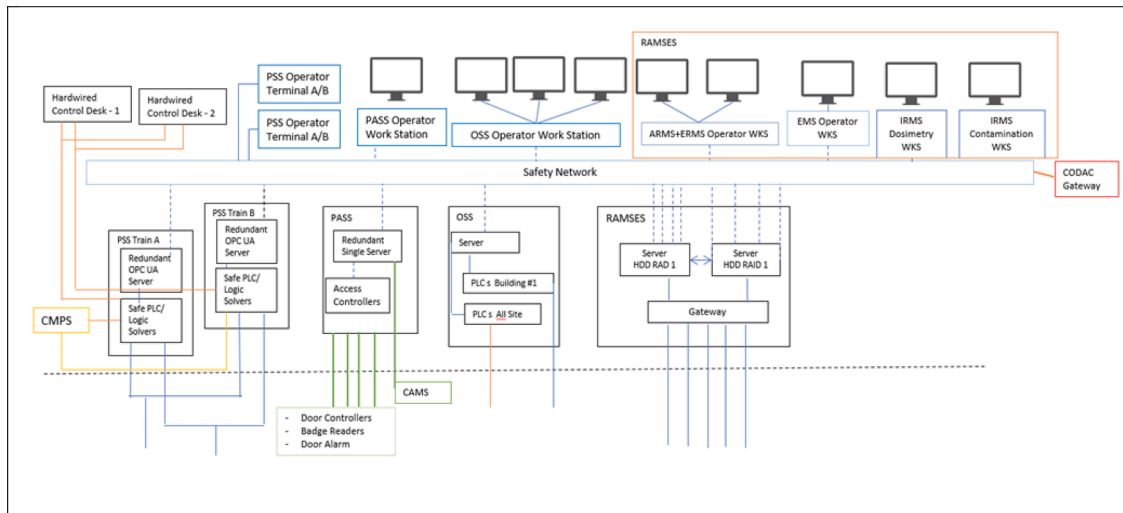 RAMSES
Hardwired
Control Desk - 1
Hardwired
Control Desk - 2
PSS Operator
Terminal A/B
PSS Operator
Terminal A/B
PASS Operator
Work Station
OSS Operator Work Station
ARMS+ERMS Operator WKS
EMS Operator
WKS
IRMS
Dosimetry
WKS
IRMS
Contamination
WKS
Safety Network
CODAC
Gateway
PSS Train B
Redundant
OPC UA
Server
Safe PLC/
Logic
Solvers
PSS Train A
Redundant
OPC UA
Server
Safe PLC/
Logic
Solvers
CMPS
PASS
Redundant
Single Server
Access
Controllers
OSS
Server
PLC s Building #1
PLC s All Site
RAMSES
Server
HDD RAD 1
Server
HDD RAID 1
Gateway
CAMS
- Door Controllers
- Badge Readers
- Door Alarm